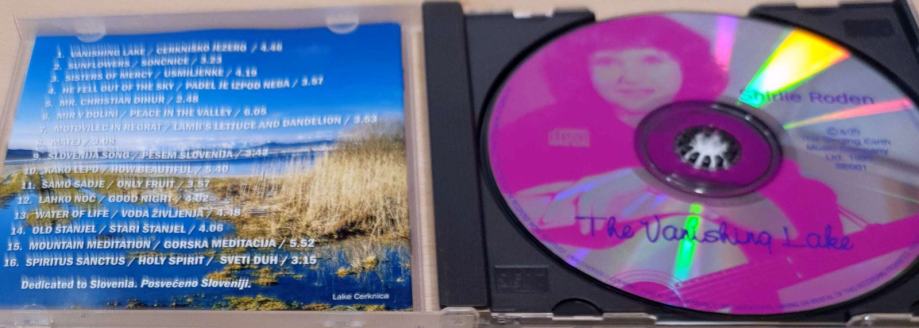 1. VANISHING LAKE / CERKNIŠKO JEZERO / 4.46
2. SUNFLOWERS / SONČNICE / 3.23
3. SISTERS OF MERCY / USMILJENKE / 4.19
4. HE FELL OUT OF THE SKY / PADEL JE IZPOD NEBA / 3.57
5. MR. CHRISTIAN DIHUR / 2.48
6. MIR V DOLINI / PEACE IN THE VALLEY / 6.05
7. MOTOVILEC IN REGRAT / LAMB'S LETTUCE AND DANDELION / 3.53
8. MATEJ /
9. SLOVENIJA SONG / PESEM SLOVENIJA / 3:42
10. KAKO LEPO / HOW BEAUTIFUL / 5.40
11. SAMO SADJE / ONLY FRUIT / 3.57
12. LAHKO NOČ / GOOD NIGHT / 4.02
13. WATER OF LIFE / VODA ŽIVLJENJA / 4.48
14. OLD ŠTANJEL / STARI ŠTANJEL / 4.06
15. MOUNTAIN MEDITATION / GORSKA MEDITACIJA / 5.52
16. SPIRITUS SANCTUS / HOLY SPIRIT / SVETI DUH / 3:15
Dedicated to Slovenia. Posvečeno Sloveniji.
Lake Cerknica
Shirlie Roden
The Vanishing Lake